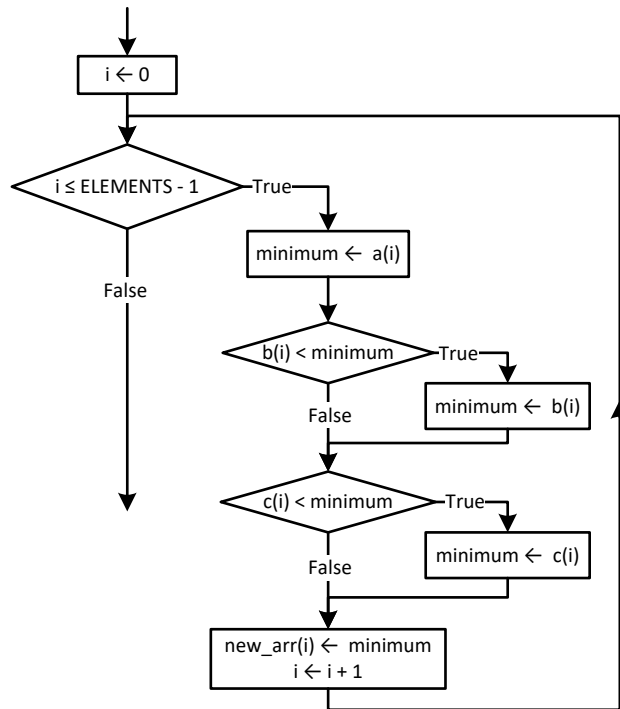 i ← 0
i ≤ ELEMENTS - 1
True
minimum ← a(i)
False
b(i) < minimum
True
minimum ← b(i)
False
c(i) < minimum
True
minimum ← c(i)
False
new_arr(i) ← minimum
i ← i + 1